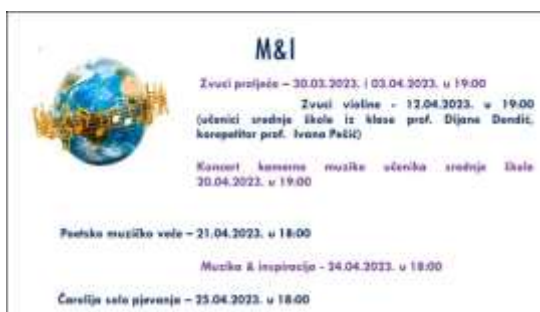 M&I
Zvuci proljeće – 30.03.2023. i 03.04.2023. u 19:00
Zvuci violine - 12.04.2023. u 19:00
(učenici srednje škole iz klase prof. Dijane Dendić,
korepetitor prof. Ivana Pešić)
Koncert kamerne muzike učenika srednje škole
20.04.2023. u 19:00
Poetsko muzičko veče – 21.04.2023. u 18:00
Muzika & inspiracija - 24.04.2023. u 18:00
Čarolija solo pjevanja – 25.04.2023. u 18:00